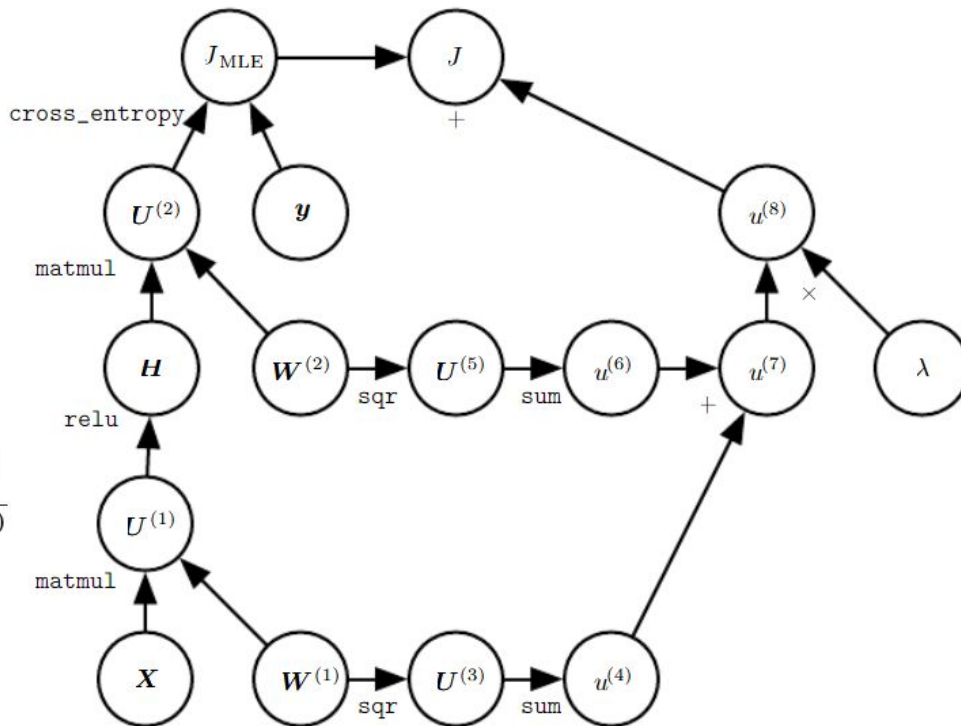 J_MLE J
cross_entropy +
U^(2) y u^(8)
matmul ×
H W^(2) U^(5) u^(6) u^(7) λ
relu sqr sum +
U^(1)
)
matmul
X W^(1) U^(3) u^(4)
sqr sum